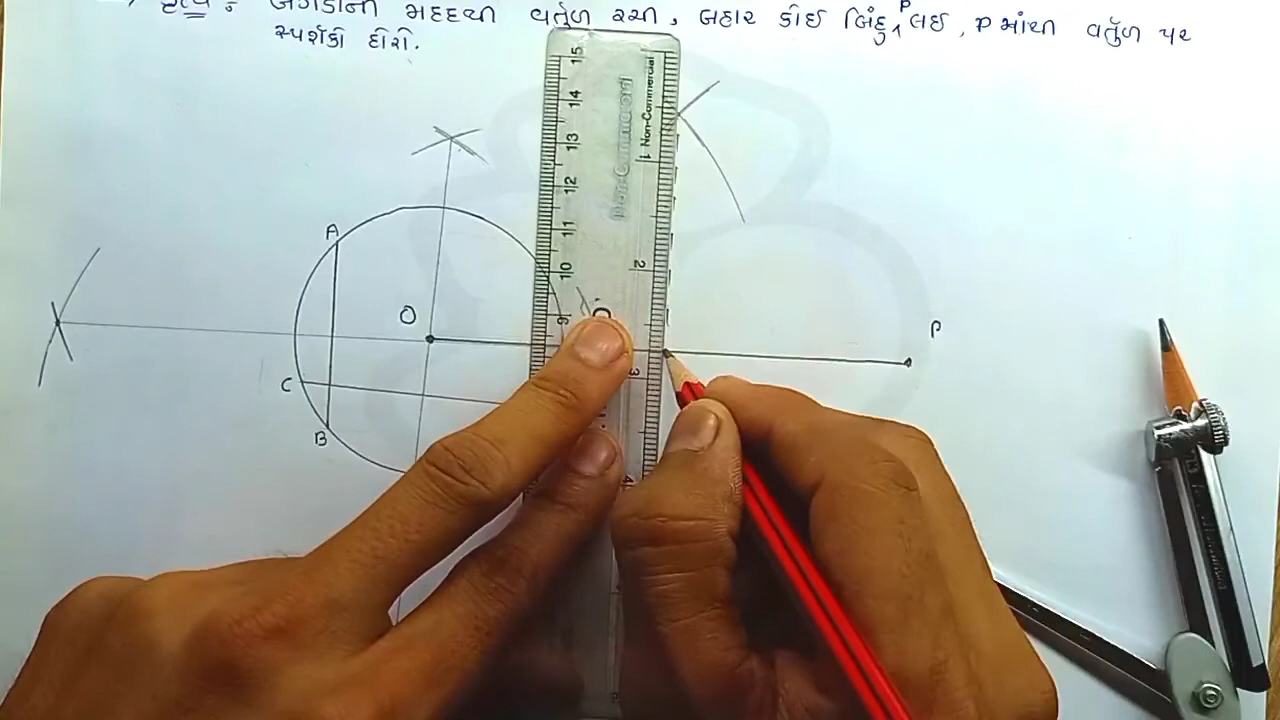 બંગડીની મદદથી વર્તુળ રચી, બહાર કોઈ બિંદુ P લઈ, P માંથી વર્તુળ પર
સ્પર્શકો દોરો.
A
O
P
C
B
15
14
13
12
11
10
9
Non-Commercial
1
2
3
4